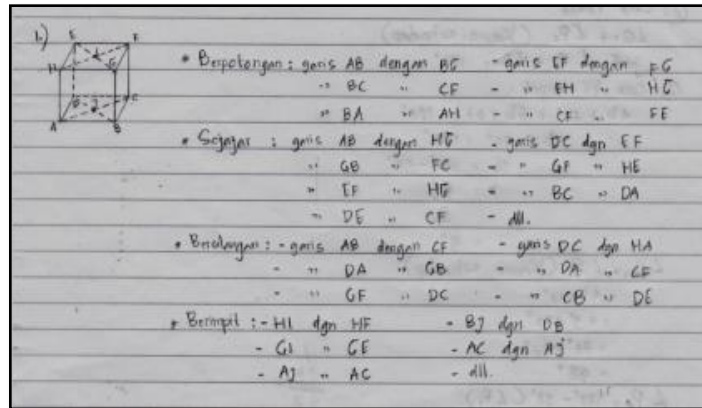 1.)
E F
H I G
D J C
A B
* Berpotongan : garis AB dengan BG - garis EF dengan FG
" BC " CF - " EH " HG
" BA " AH - " CF " FE
* Sejajar : garis AB dengan HG - garis DC dgn EF
" GB " FC - " GF " HE
" EF " HG - " BC " DA
" DE " CF - dll.
* Bersilangan : - garis AB dengan CF - garis DC dgn HA
- " DA " GB - " DA " CF
- " GF " DC - " CB " DE
* Berimpit : - HI dgn HF - BJ dgn DB
- GI " GE - AC dgn AJ
- AJ " AC - dll.